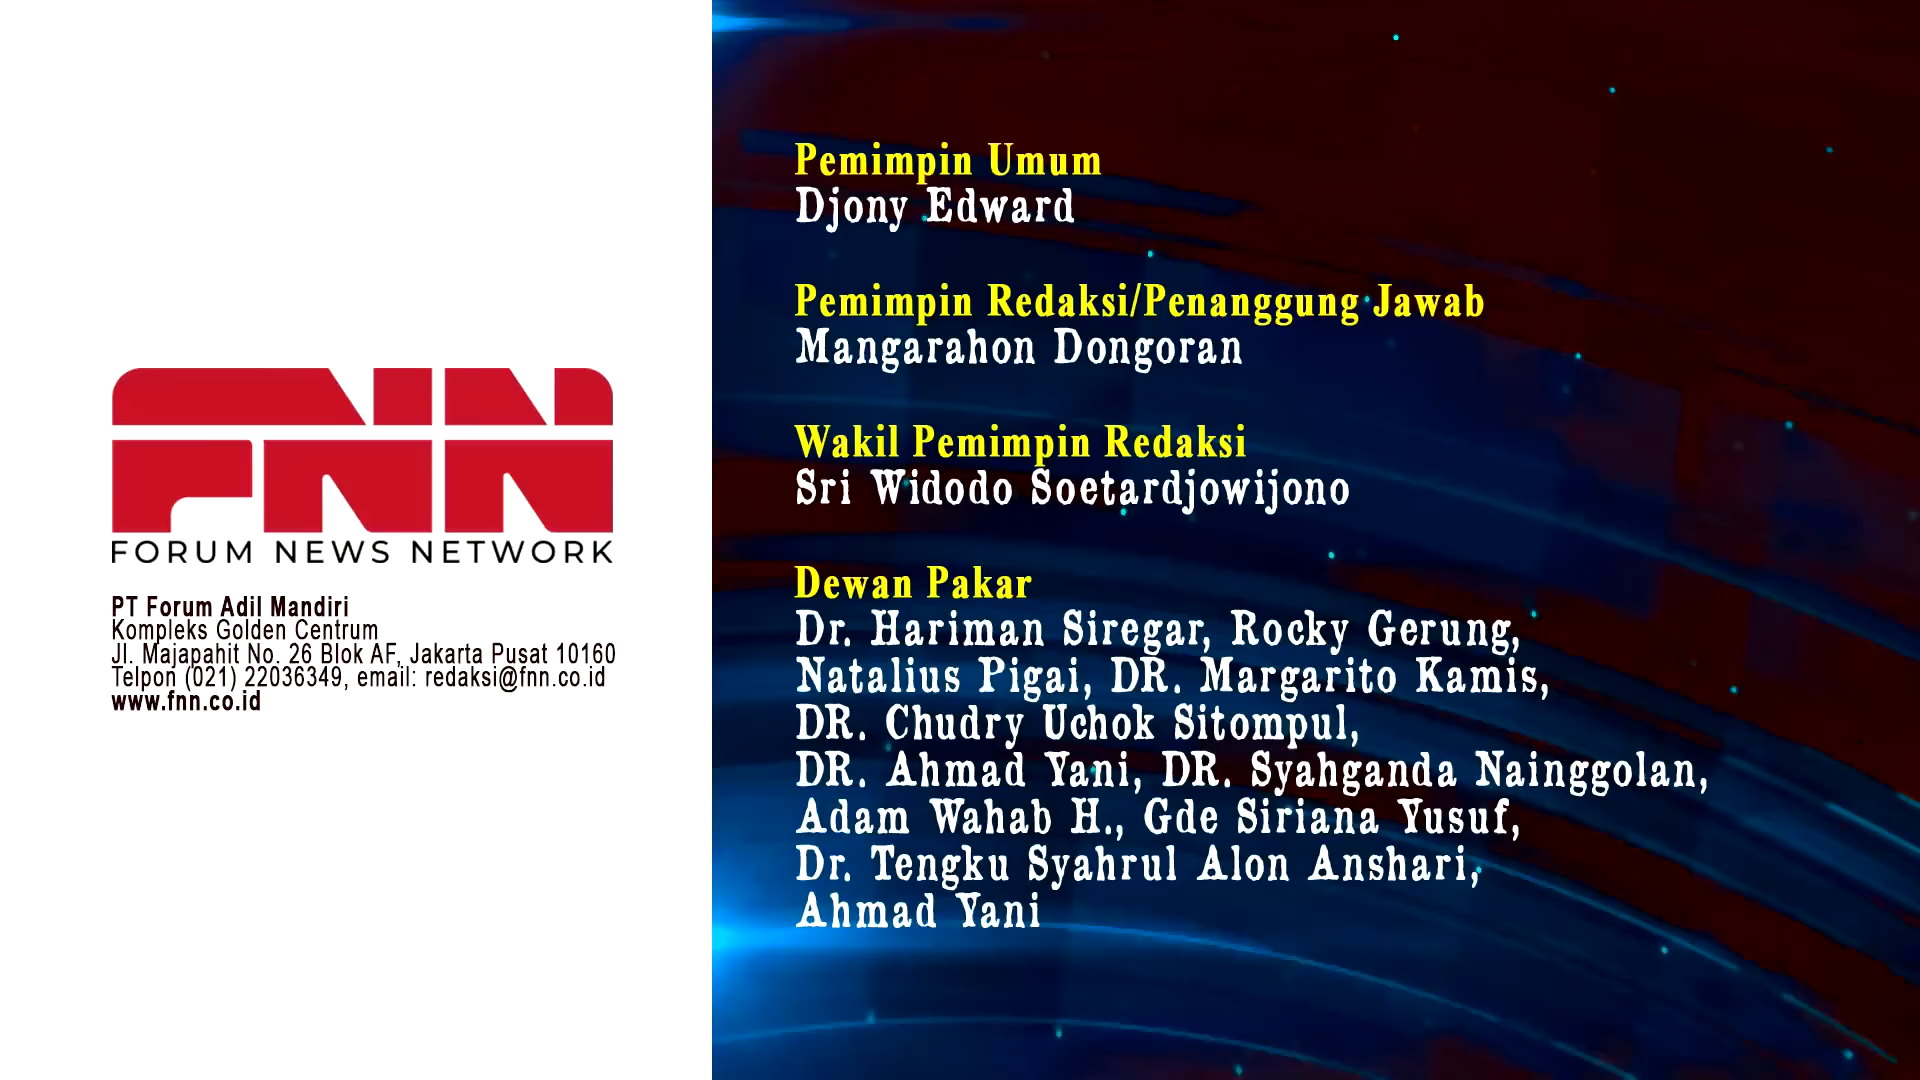 FNN
FORUM NEWS NETWORK
PT Forum Adil Mandiri
Kompleks Golden Centrum
Jl. Majapahit No. 26 Blok AF, Jakarta Pusat 10160
Telpon (021) 22036349, email: redaksi@fnn.co.id
www.fnn.co.id
Pemimpin Umum
Djony Edward
Pemimpin Redaksi/Penanggung Jawab
Mangarahon Dongoran
Wakil Pemimpin Redaksi
Sri Widodo Soetardjowijono
Dewan Pakar
Dr. Hariman Siregar, Rocky Gerung,
Natalius Pigai, DR. Margarito Kamis,
DR. Chudry Uchok Sitompul,
DR. Ahmad Yani, DR. Syahganda Nainggolan,
Adam Wahab H., Gde Siriana Yusuf,
Dr. Tengku Syahrul Alon Anshari,
Ahmad Yani